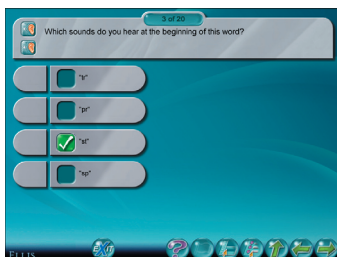 3 of 20
Which sounds do you hear at the beginning of this word?
"tr"
"pr"
"st"
"sp"
EXIT
ELLIS